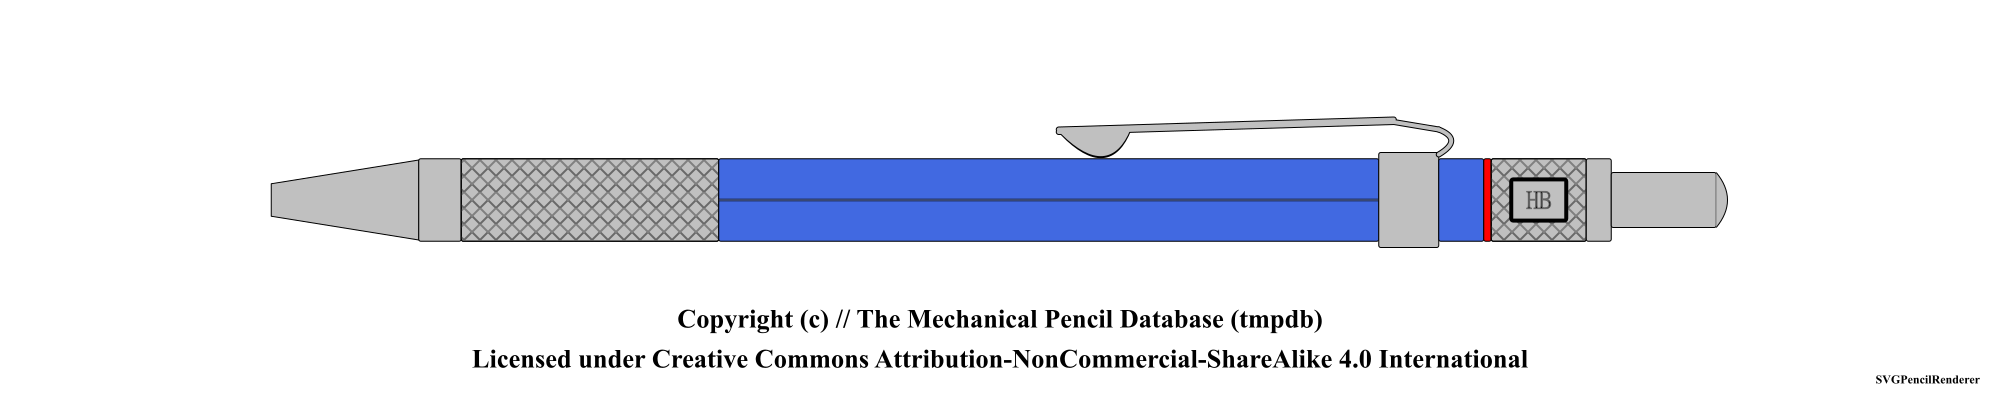 HB
Copyright (c) // The Mechanical Pencil Database (tmpdb)
Licensed under Creative Commons Attribution-NonCommercial-ShareAlike 4.0 International
SVGPencilRenderer